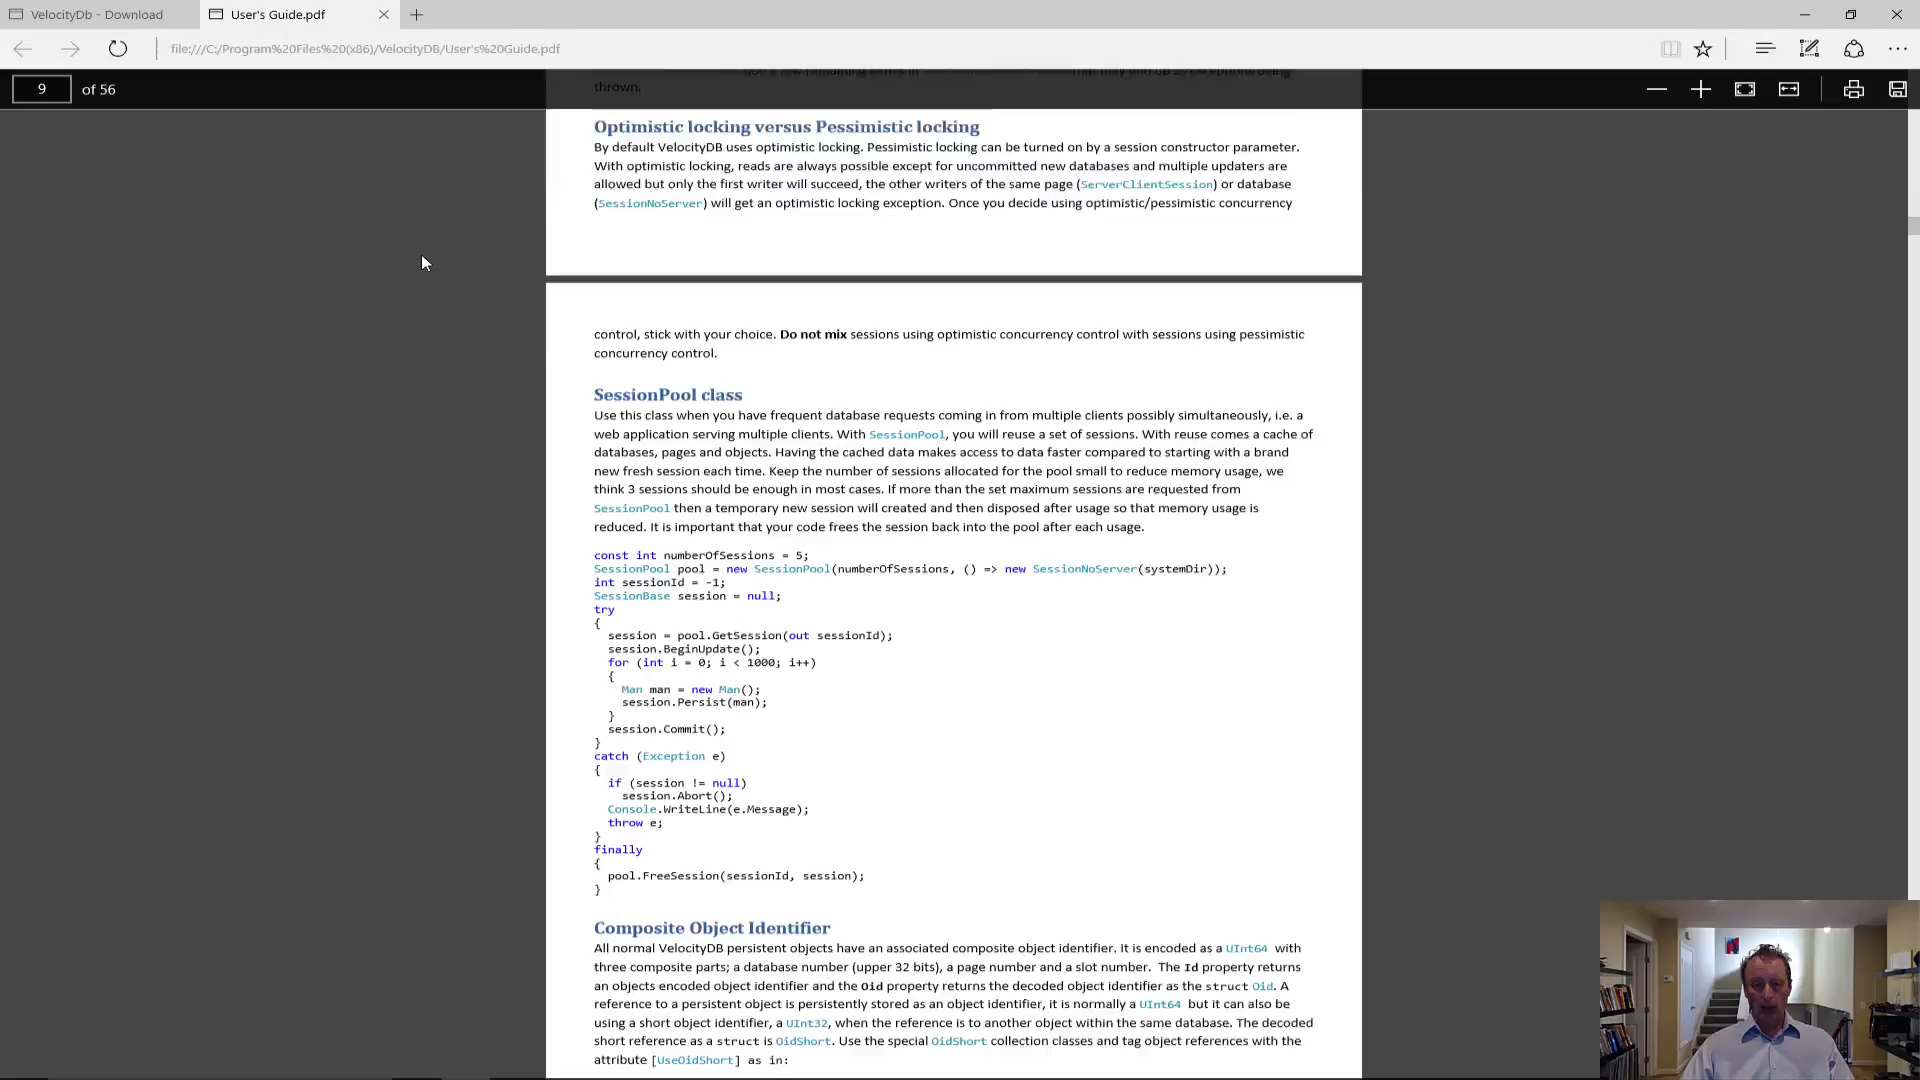 VelocityDb - Download
User's Guide.pdf
file:///C:/Program%20Files%20(x86)/VelocityDB/User's%20Guide.pdf
9 of 56
thrown.
Optimistic locking versus Pessimistic locking
By default VelocityDB uses optimistic locking. Pessimistic locking can be turned on by a session constructor parameter.
With optimistic locking, reads are always possible except for uncommitted new databases and multiple updaters are
allowed but only the first writer will succeed, the other writers of the same page (ServerClientSession) or database
(SessionNoServer) will get an optimistic locking exception. Once you decide using optimistic/pessimistic concurrency
control, stick with your choice. Do not mix sessions using optimistic concurrency control with sessions using pessimistic
concurrency control.
SessionPool class
Use this class when you have frequent database requests coming in from multiple clients possibly simultaneously, i.e. a
web application serving multiple clients. With SessionPool, you will reuse a set of sessions. With reuse comes a cache of
databases, pages and objects. Having the cached data makes access to data faster compared to starting with a brand
new fresh session each time. Keep the number of sessions allocated for the pool small to reduce memory usage, we
think 3 sessions should be enough in most cases. If more than the set maximum sessions are requested from
SessionPool then a temporary new session will created and then disposed after usage so that memory usage is
reduced. It is important that your code frees the session back into the pool after each usage.
const int numberOfSessions = 5;
SessionPool pool = new SessionPool(numberOfSessions, () => new SessionNoServer(systemDir));
int sessionId = -1;
SessionBase session = null;
try
{
session = pool.GetSession(out sessionId);
session.BeginUpdate();
for (int i = 0; i < 1000; i++)
{
Man man = new Man();
session.Persist(man);
}
session.Commit();
}
catch (Exception e)
{
if (session != null)
session.Abort();
Console.WriteLine(e.Message);
throw e;
}
finally
{
pool.FreeSession(sessionId, session);
}
Composite Object Identifier
All normal VelocityDB persistent objects have an associated composite object identifier. It is encoded as a UInt64 with
three composite parts; a database number (upper 32 bits), a page number and a slot number. The Id property returns
an objects encoded object identifier and the Oid property returns the decoded object identifier as the struct Oid. A
reference to a persistent object is persistently stored as an object identifier, it is normally a UInt64 but it can also be
using a short object identifier, a UInt32, when the reference is to another object within the same database. The decoded
short reference as a struct is OidShort. Use the special OidShort collection classes and tag object references with the
attribute [UseOidShort] as in: